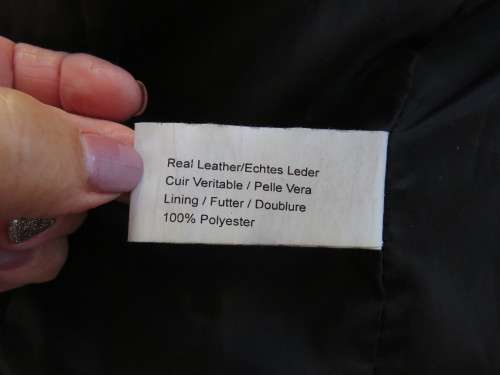 Real Leather/Echtes Leder
Cuir Veritable / Pelle Vera
Lining / Futter / Doublure
100% Polyester